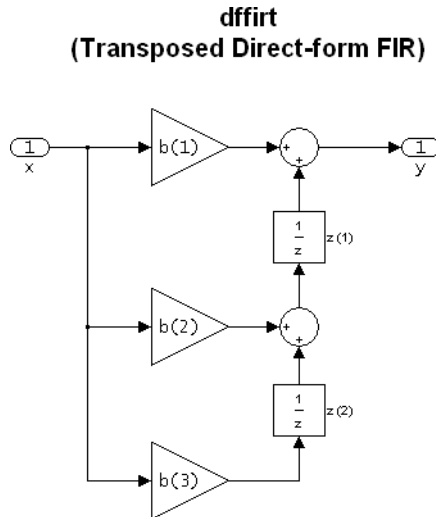 dffirt
(Transposed Direct-form FIR)
1
x
b(1)
+
+
1
y
1
z
z(1)
b(2)
+
+
1
z
z(2)
b(3)